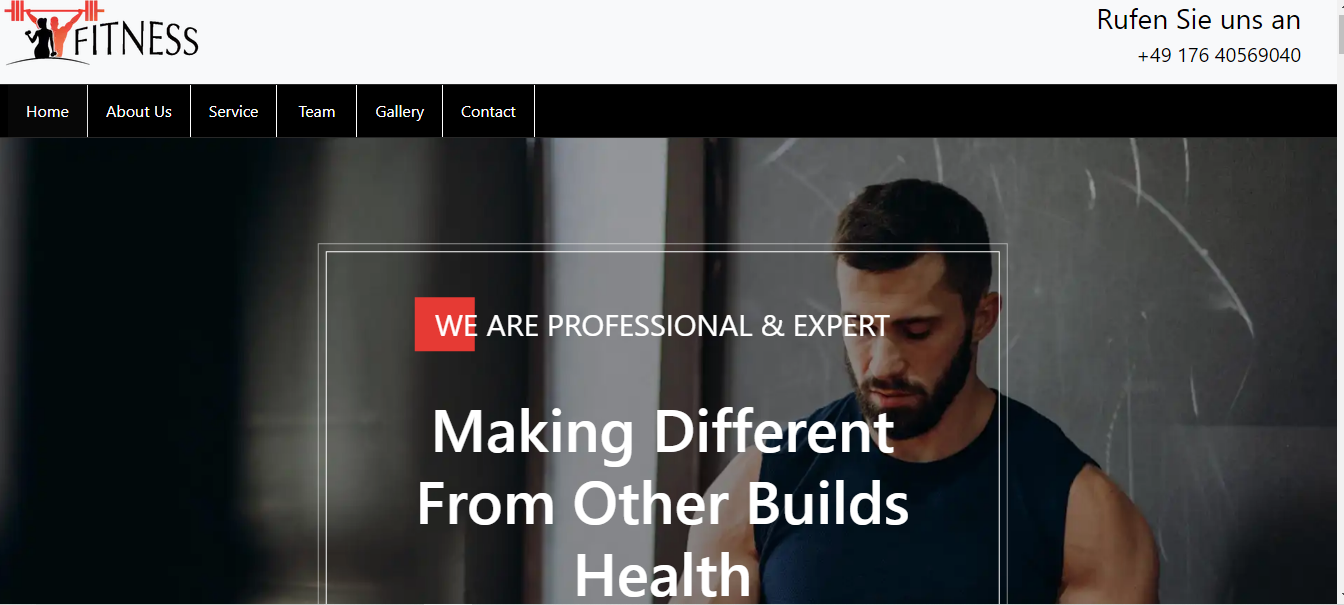 FITNESS
Rufen Sie uns an
+49 176 40569040
Home About Us Service Team Gallery Contact
WE ARE PROFESSIONAL & EXPERT
Making Different
From Other Builds
Health